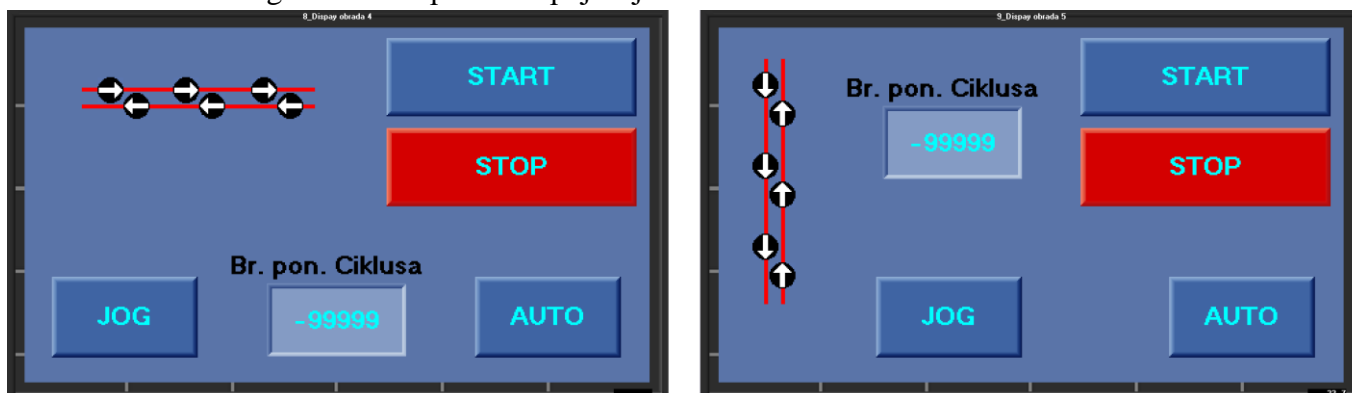 8_Dispay obrada 4
START
STOP
Br. pon. Ciklusa
JOG
-99999
AUTO
9_Dispay obrada 5
START
Br. pon. Ciklusa
-99999
STOP
JOG
AUTO